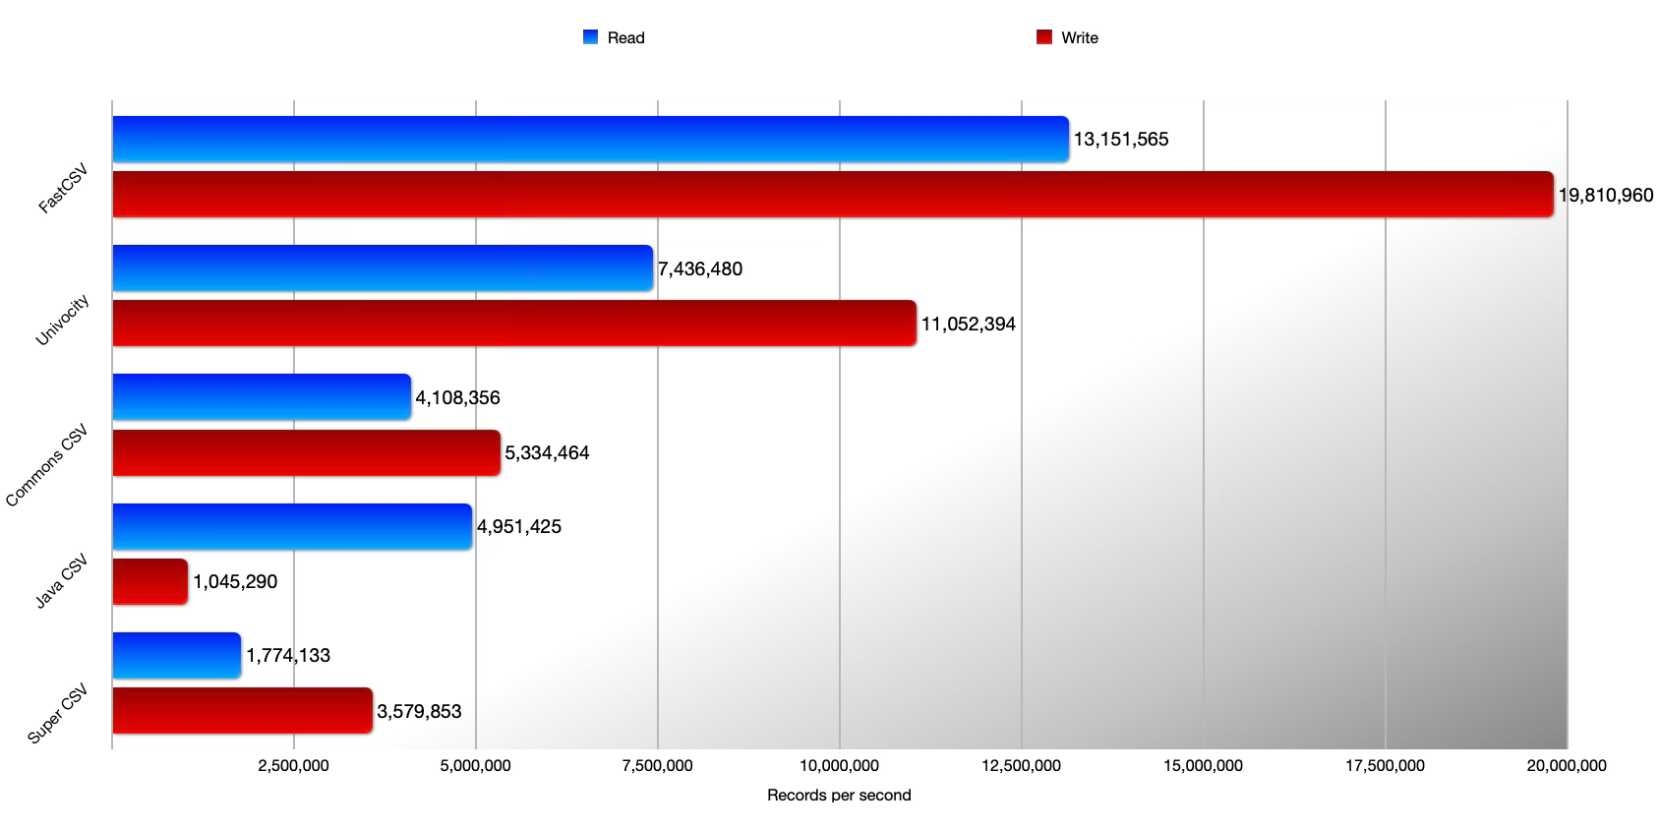 Read
Write
FastCSV
13,151,565
19,810,960
Univocity
7,436,480
11,052,394
Commons CSV
4,108,356
5,334,464
Java CSV
4,951,425
1,045,290
Super CSV
1,774,133
3,579,853
2,500,000 5,000,000 7,500,000 10,000,000 12,500,000 15,000,000 17,500,000 20,000,000
Records per second